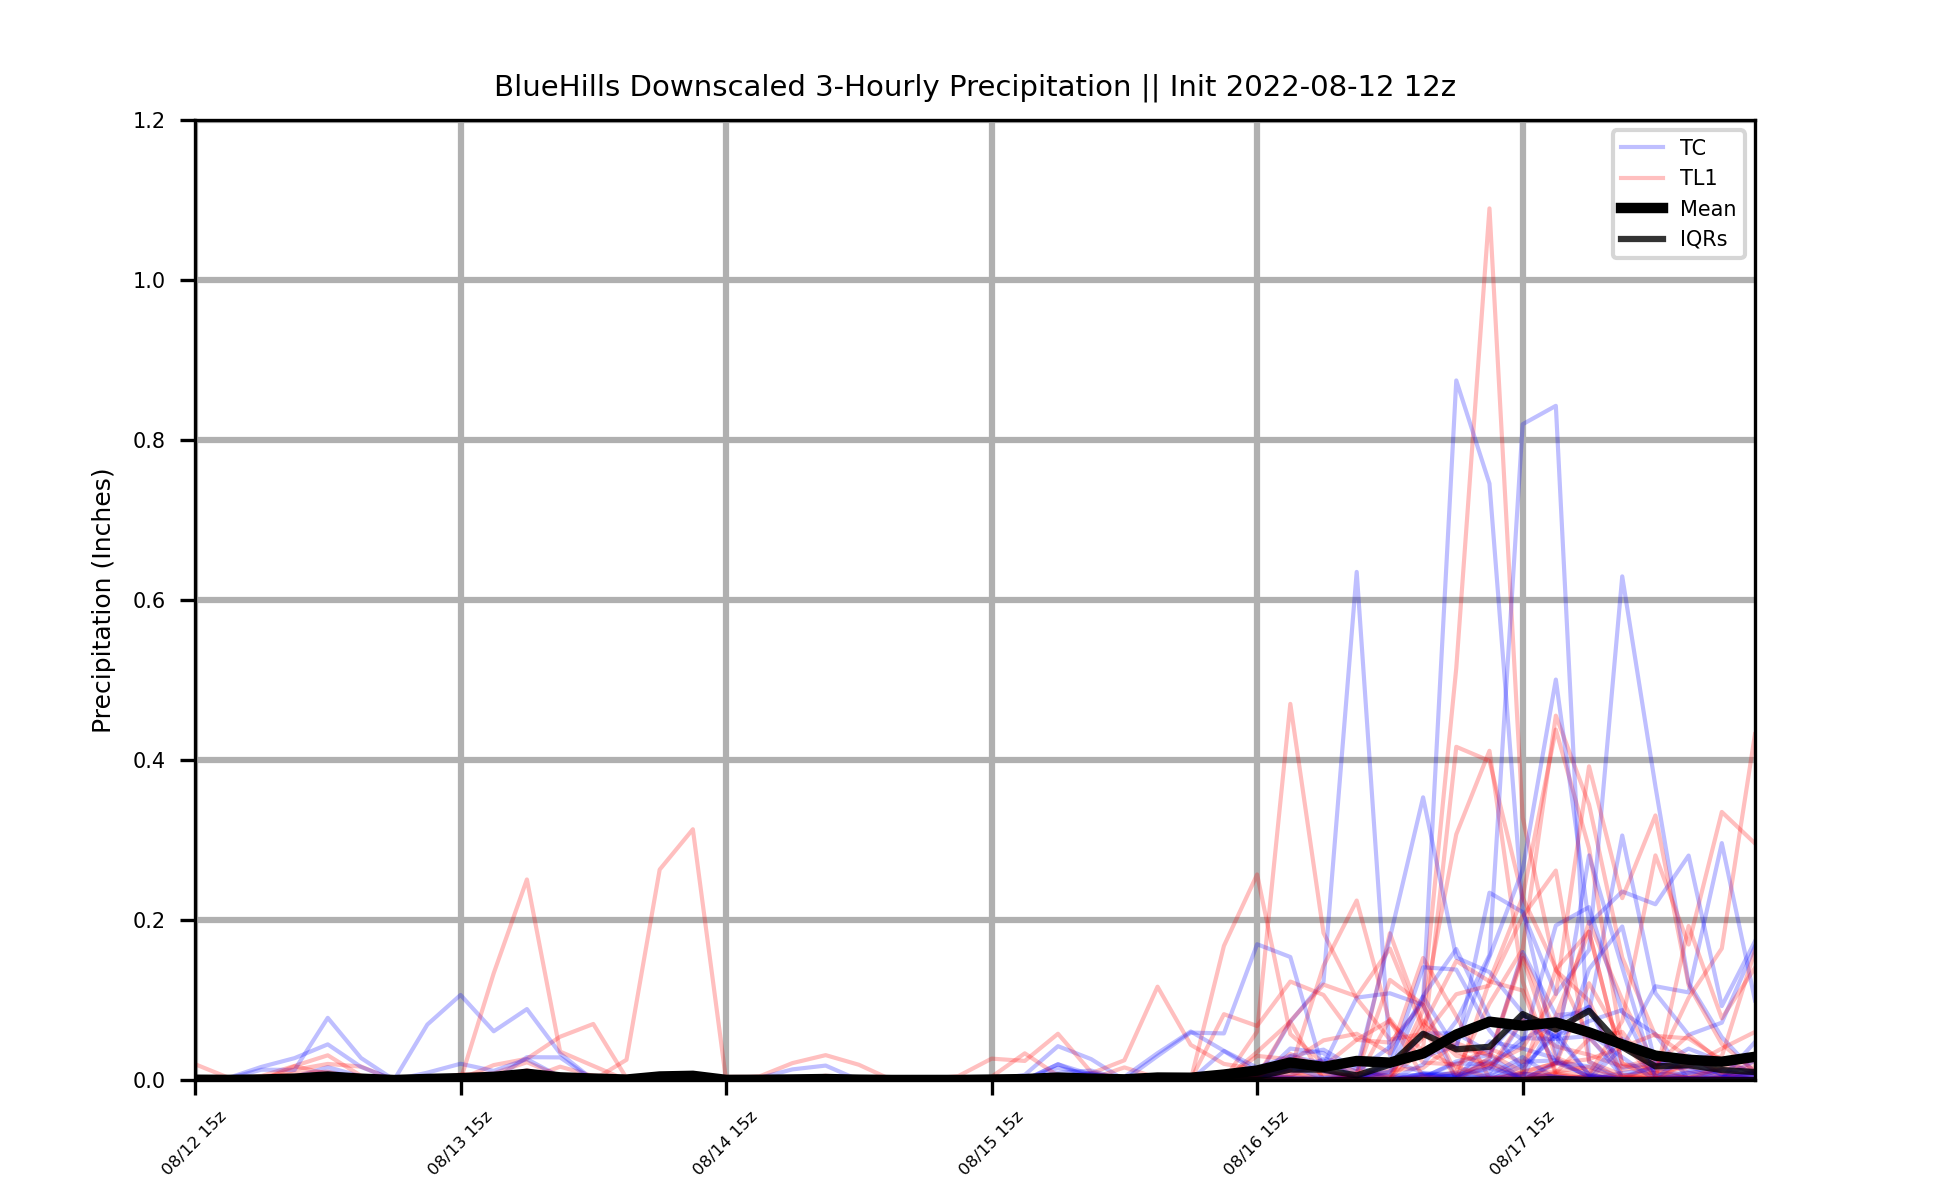 BlueHills Downscaled 3-Hourly Precipitation || Init 2022-08-12 12z
TC
TL1
Mean
IQRs
Precipitation (Inches)
1.2
1.0
0.8
0.6
0.4
0.2
0.0
08/12 15z
08/13 15z
08/14 15z
08/15 15z
08/16 15z
08/17 15z